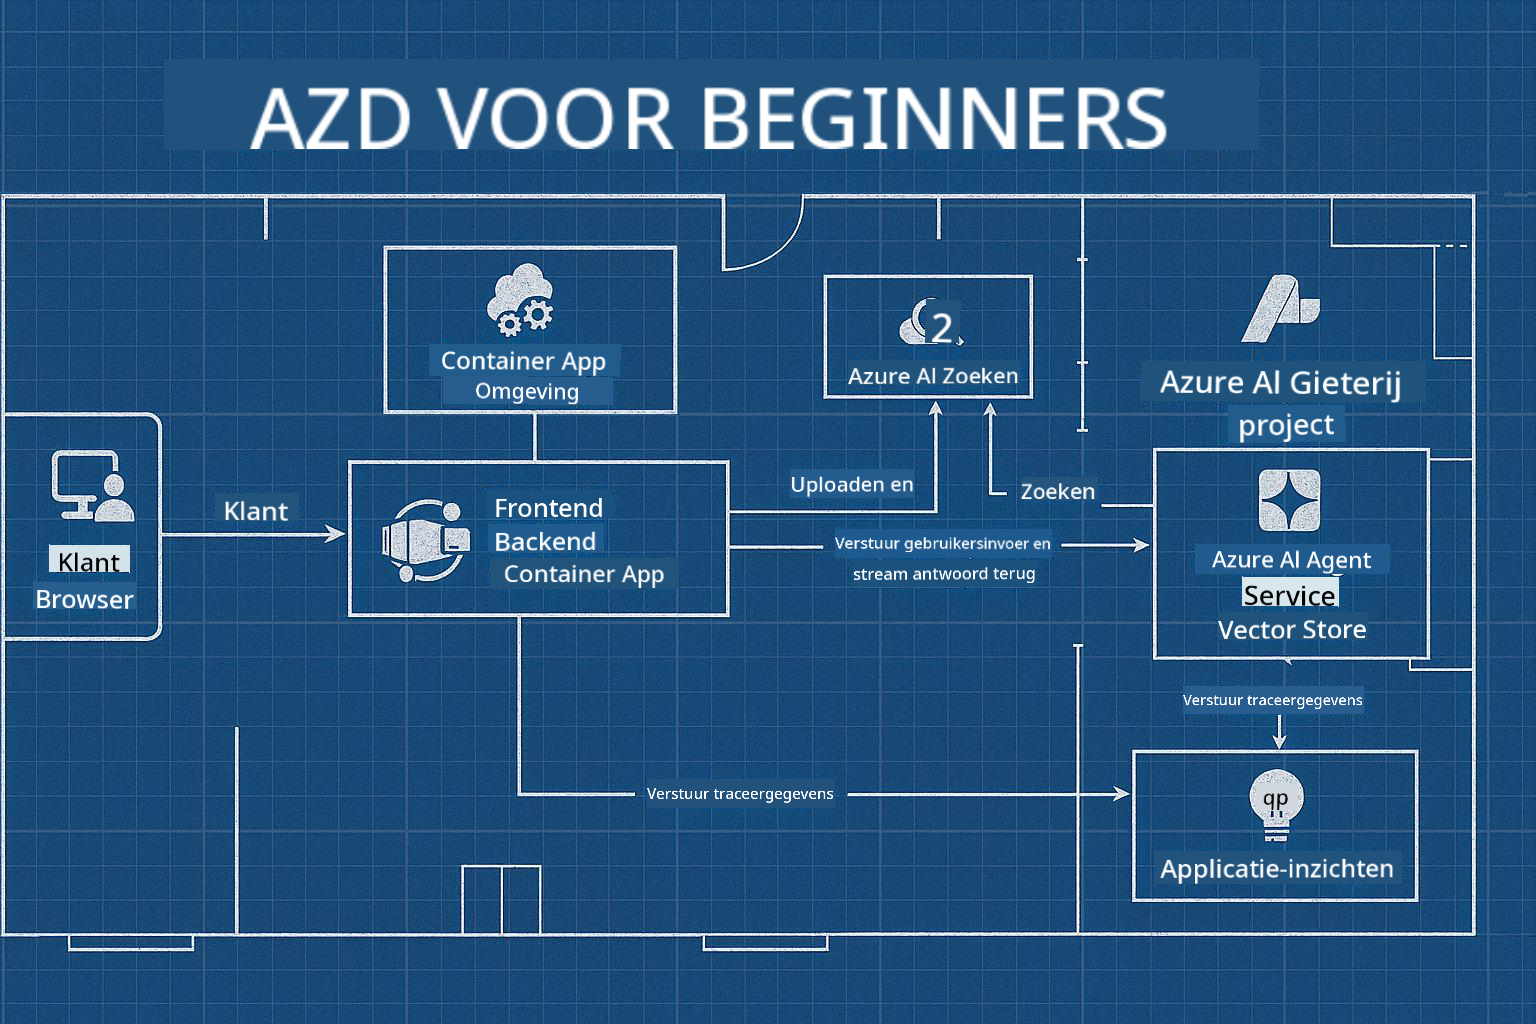 AZD VOOR BEGINNERS
Container App
Omgeving
2
Azure AI Zoeken
Azure AI Gieterij
project
Klant
Browser
Klant
Frontend
Backend
Container App
Uploaden en
Zoeken
Verstuur gebruikersinvoer en
stream antwoord terug
Azure AI Agent
Service
Vector Store
Verstuur traceergegevens
Verstuur traceergegevens
qp
Applicatie-inzichten